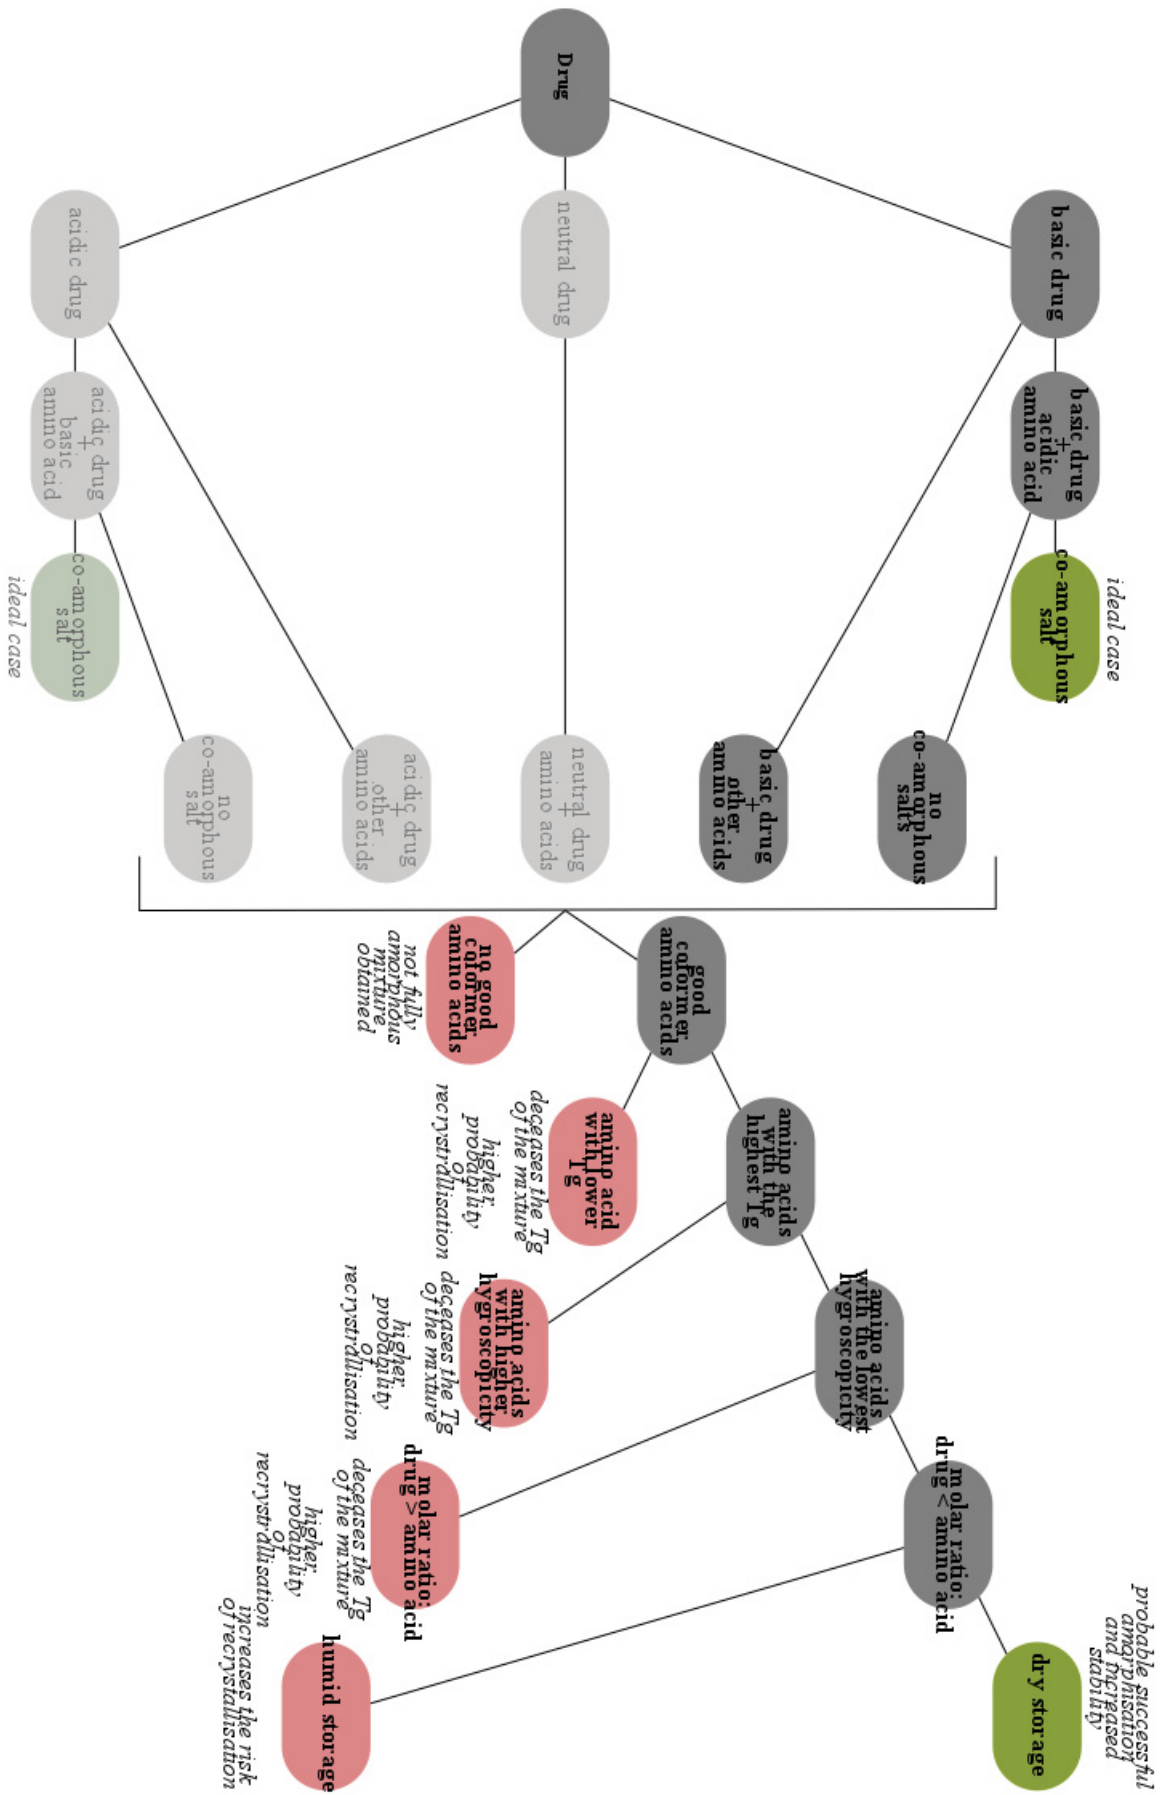 Drug
acidic drug
neutral drug
basic drug
acidic drug
+
basic
amino acid
basic drug
+
acidic
amino acid
co-amorphous
salt
ideal case
ideal case
co-amorphous
salt
no
co-amorphous
salt
acidic drug
+
other
amino acids
neutral drug
+
amino acids
basic drug
+
other
amino acids
no
co-amorphous
salts
no good
coformer
amino acids
not fully
amorphous
mixture
obtained
good
coformer
amino acids
amino acid
with lower
Tg
deceases the Tg
of the mixture
higher
probability
of
recrystrallisation
amino acids
with the
highest Tg
amino acids
with higher
hygroscopicity
deceases the Tg
of the mixture
higher
probability
of
recrystrallisation
amino acids
with the lowest
hygroscopicity
molar ratio:
drug > amino acid
deceases the Tg
of the mixture
higher
probability
of
recrystrallisation
molar ratio:
drug < amino acid
humid storage
increases the risk
of recrystallisation
dry storage
probable successful
amorphisation
and increased
stability